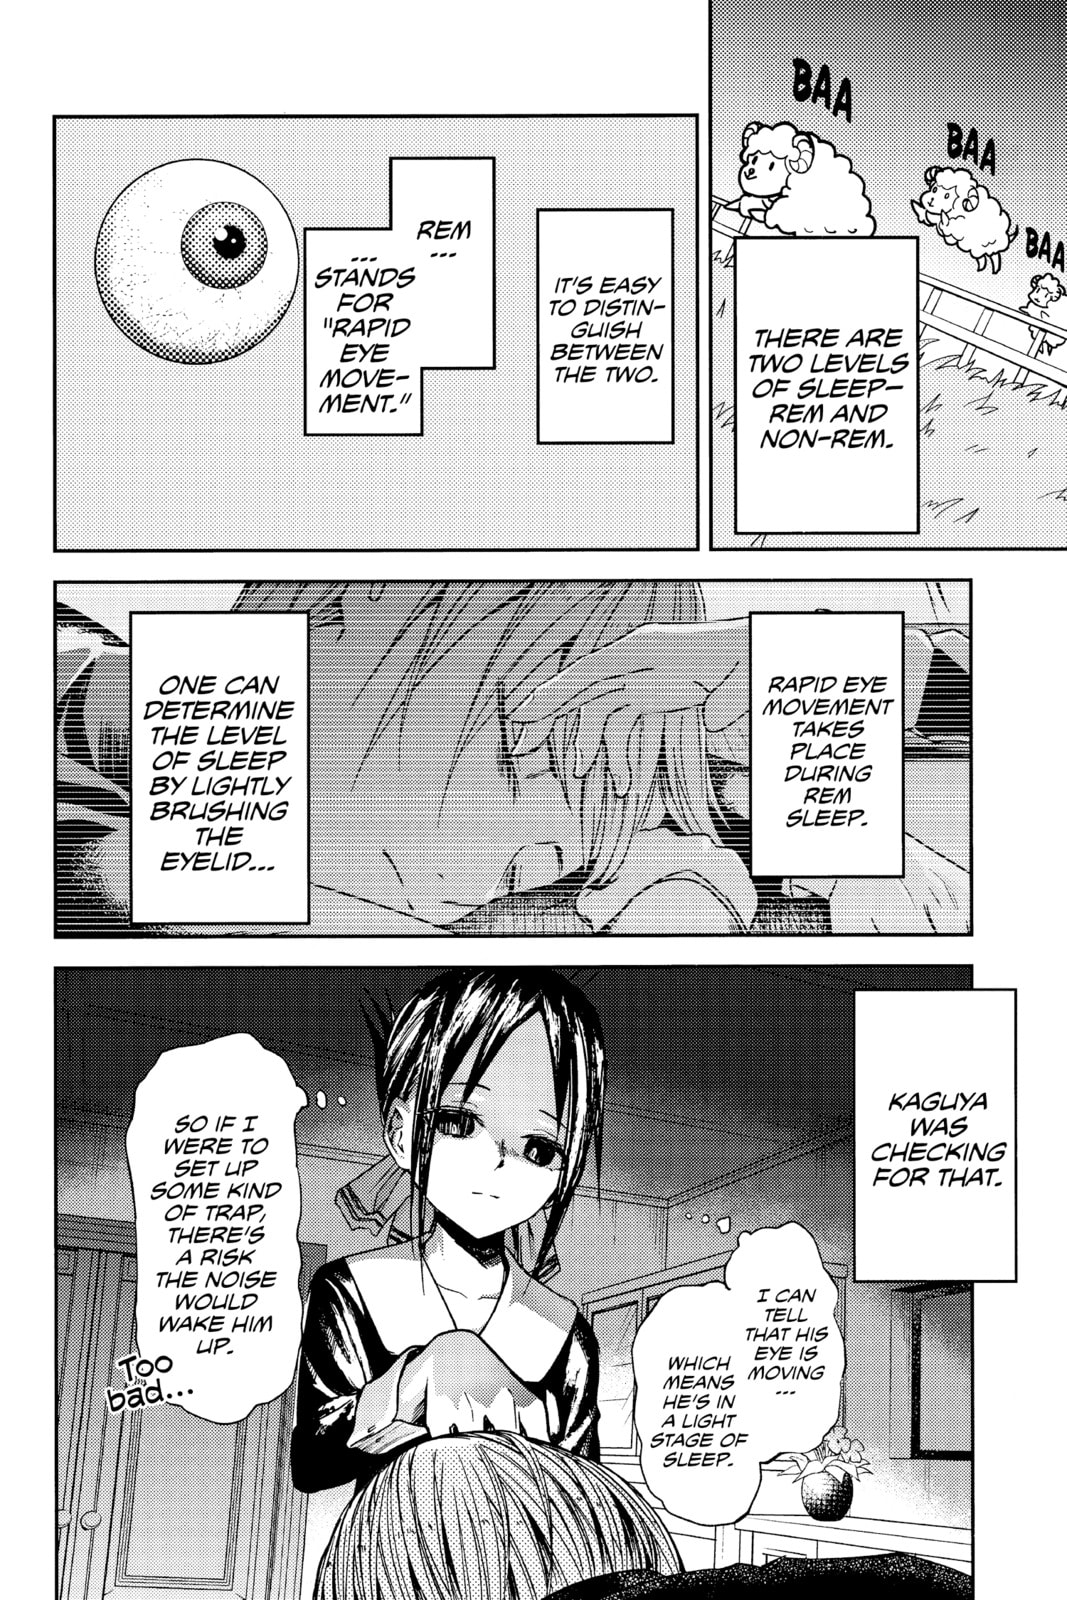 BAA
BAA
BAA
THERE ARE
TWO LEVELS
OF SLEEP—
REM AND
NON-REM.
IT'S EASY
TO DISTIN-
GUISH
BETWEEN
THE TWO.
REM
...
...
STANDS
FOR
"RAPID
EYE
MOVE-
MENT."
RAPID EYE
MOVEMENT
TAKES
PLACE
DURING
REM
SLEEP.
ONE CAN
DETERMINE
THE LEVEL
OF SLEEP
BY LIGHTLY
BRUSHING
THE
EYELID...
KAGUYA
WAS
CHECKING
FOR THAT.
I CAN
TELL
THAT HIS
EYE IS
MOVING
...
WHICH
MEANS
HE'S IN
A LIGHT
STAGE OF
SLEEP.
SO IF I
WERE TO
SET UP
SOME KIND
OF TRAP,
THERE'S
A RISK
THE NOISE
WOULD
WAKE HIM
UP.
Too
bad...